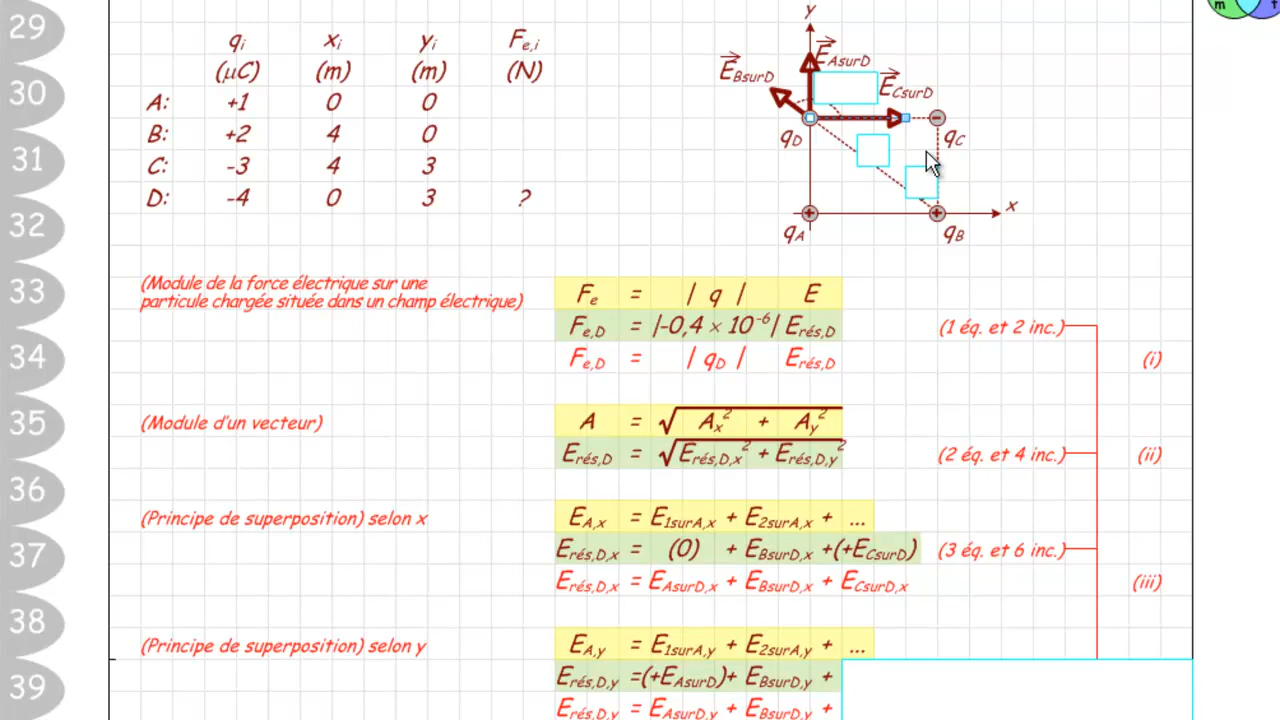 29
30
31
32
33
34
35
36
37
38
39
m
T
qi xi yi Fe,i
(μC) (m) (m) (N)
A: +1 0 0
B: +2 4 0
C: -3 4 3
D: -4 0 3 ?
y
EAsurD
EBsurD
ECsurD
qD
qC
x
qA
qB
(Module de la force électrique sur une
particule chargée située dans un champ électrique)
Fe = | q | E
Fe,D = |-0,4 × 10⁻⁶| Erés,D (1 éq. et 2 inc.)
Fe,D = | qD | Erés,D (i)
(Module d'un vecteur) A = √Ax² + Ay²
Erés,D = √Erés,D,x² + Erés,D,y² (2 éq. et 4 inc.) (ii)
(Principe de superposition) selon x EA,x = E1surA,x + E2surA,x + ...
Erés,D,x = (0) + EBsurD,x +(+ECsurD) (3 éq. et 6 inc.)
Erés,D,x = EAsurD,x + EBsurD,x + ECsurD,x (iii)
(Principe de superposition) selon y EA,y = E1surA,y + E2surA,y + ...
Erés,D,y =(+EAsurD)+ EBsurD,y +
Erés,D,y = EAsurD,y + EBsurD,y +